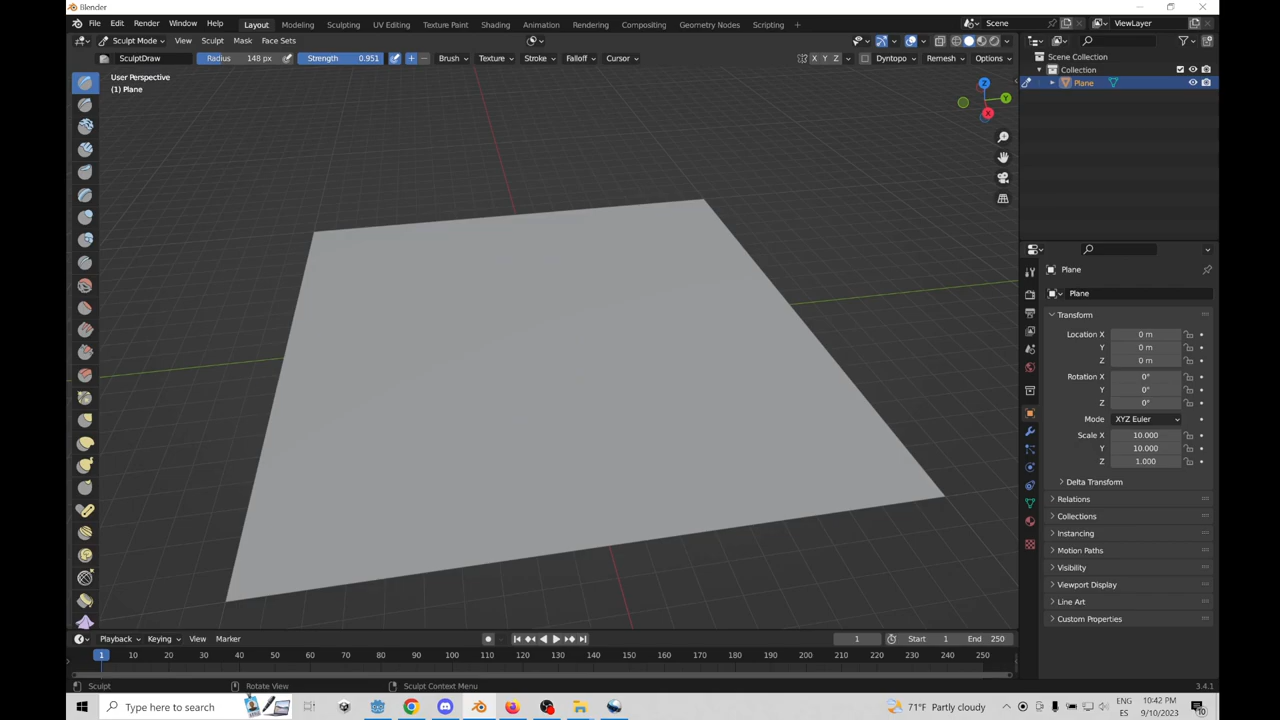 Blender
File Edit Render Window Help
Layout Modeling Sculpting UV Editing Texture Paint Shading Animation Rendering Compositing Geometry Nodes Scripting +
Scene
ViewLayer
Sculpt Mode View Sculpt Mask Face Sets
SculptDraw Radius 148 px Strength 0.951 Brush Texture Stroke Falloff Cursor
X Y Z Dyntopo Remesh Options
User Perspective
(1) Plane
Z
Y
X
Scene Collection
Collection
Plane
Plane
Plane
Transform
Location X 0 m
Y 0 m
Z 0 m
Rotation X 0°
Y 0°
Z 0°
Mode XYZ Euler
Scale X 10.000
Y 10.000
Z 1.000
Delta Transform
Relations
Collections
Instancing
Motion Paths
Visibility
Viewport Display
Line Art
Custom Properties
Playback Keying View Marker
1 Start 1 End 250
1 10 20 30 40 50 60 70 80 90 100 110 120 130 140 150 160 170 180 190 200 210 220 230 240 250
Sculpt Rotate View Sculpt Context Menu 3.4.1
Type here to search
71°F Partly cloudy
ENG
ES
10:42 PM
9/10/2023
10